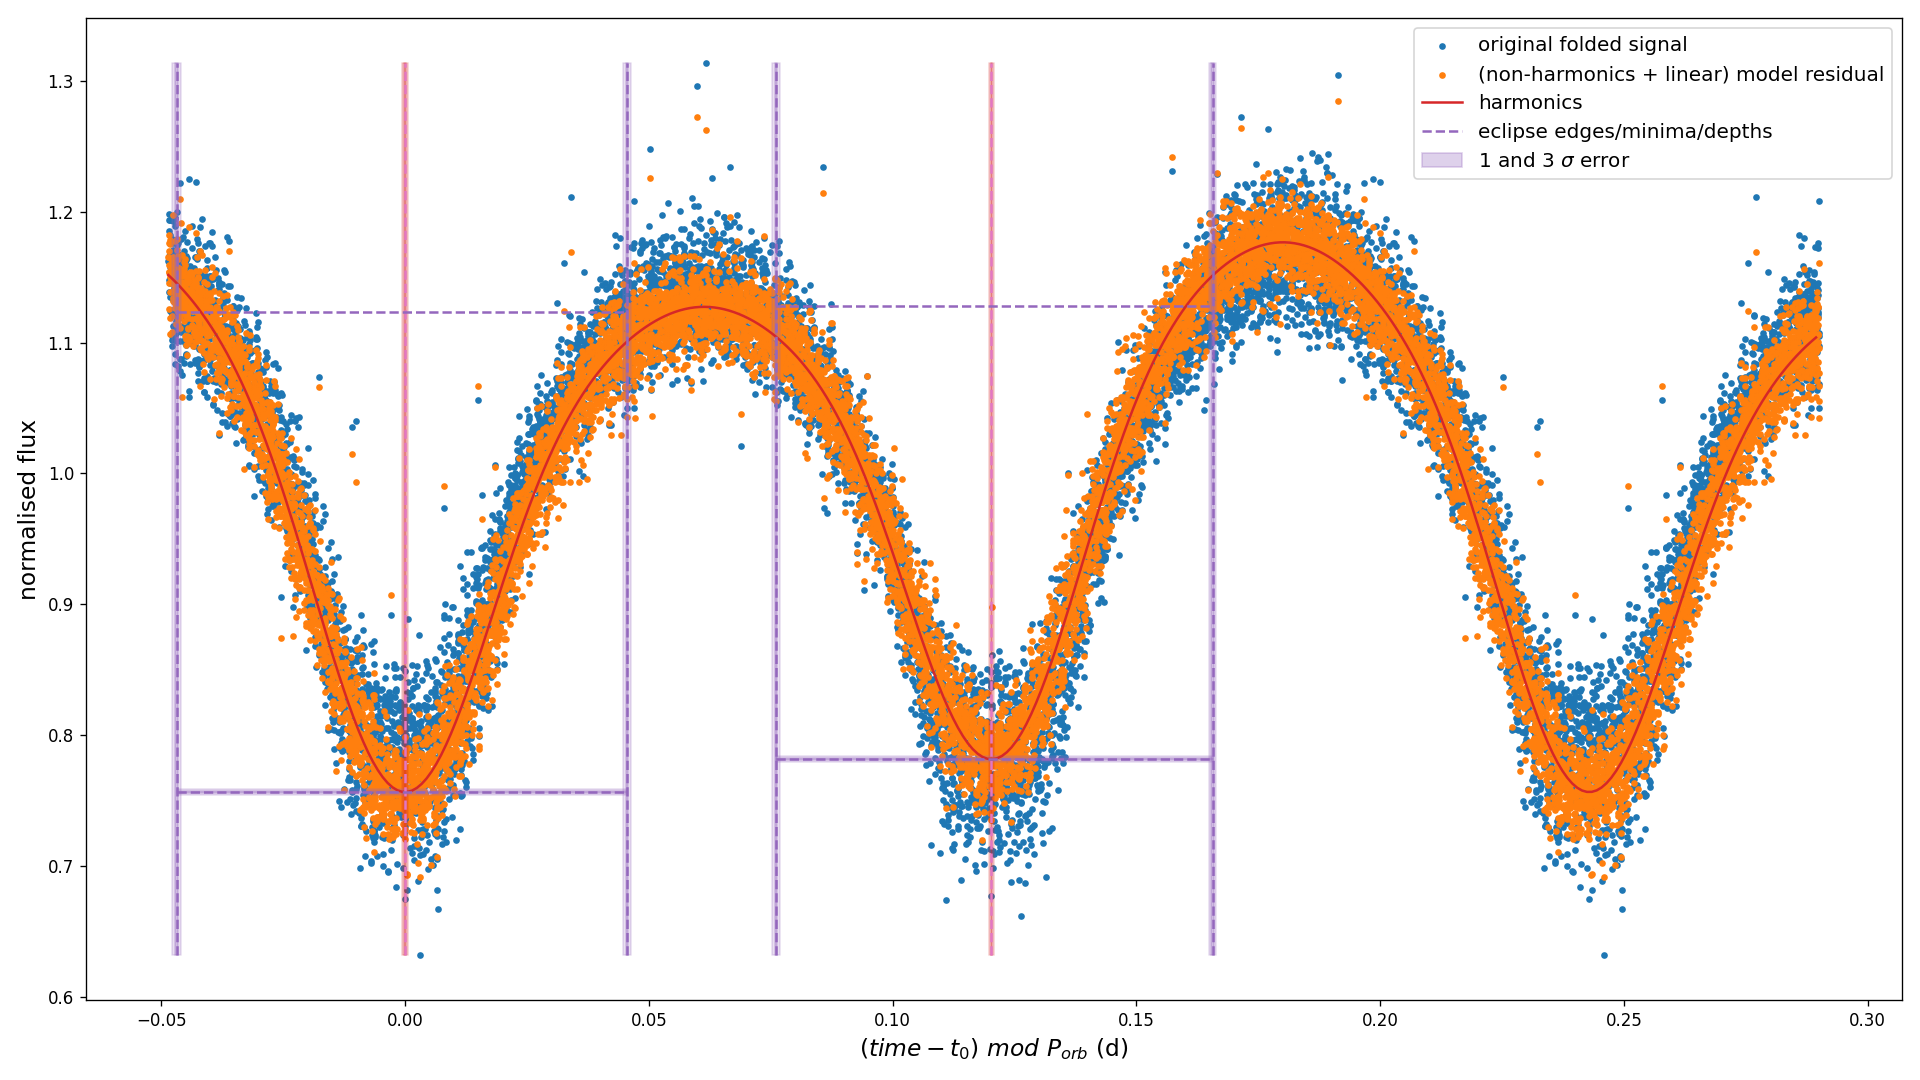 original folded signal
(non-harmonics + linear) model residual
harmonics
eclipse edges/minima/depths
1 and 3 σ error
normalised flux
1.3
1.2
1.1
1.0
0.9
0.8
0.7
0.6
−0.05 0.00 0.05 0.10 0.15 0.20 0.25 0.30
(time − t₀) mod Pₒᵣb (d)